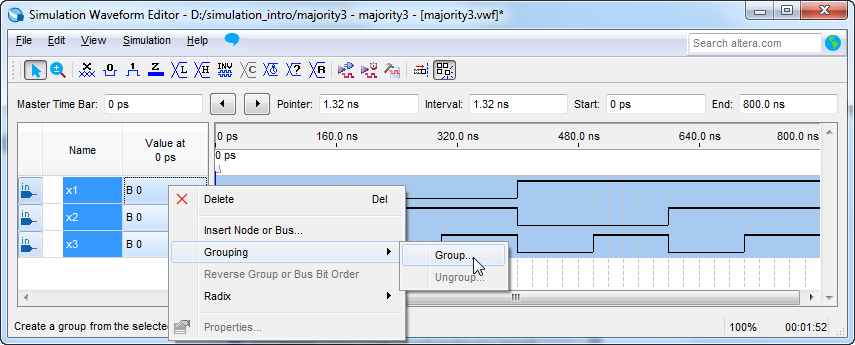 Simulation Waveform Editor - D:/simulation_intro/majority3 - majority3 - [majority3.vwf]*
File Edit View Simulation Help Search altera.com
Master Time Bar: 0 ps Pointer: 1.32 ns Interval: 1.32 ns Start: 0 ps End: 800.0 ns
Name Value at 0 ps 0 ps 160.0 ns 320.0 ns 480.0 ns 640.0 ns 800.0 ns
0 ps
in x1 B 0
in x2 B 0
in x3 B 0
Delete Del
Insert Node or Bus...
Grouping
Reverse Group or Bus Bit Order
Radix
Properties...
Group...
Ungroup...
Create a group from the selected 100% 00:01:52